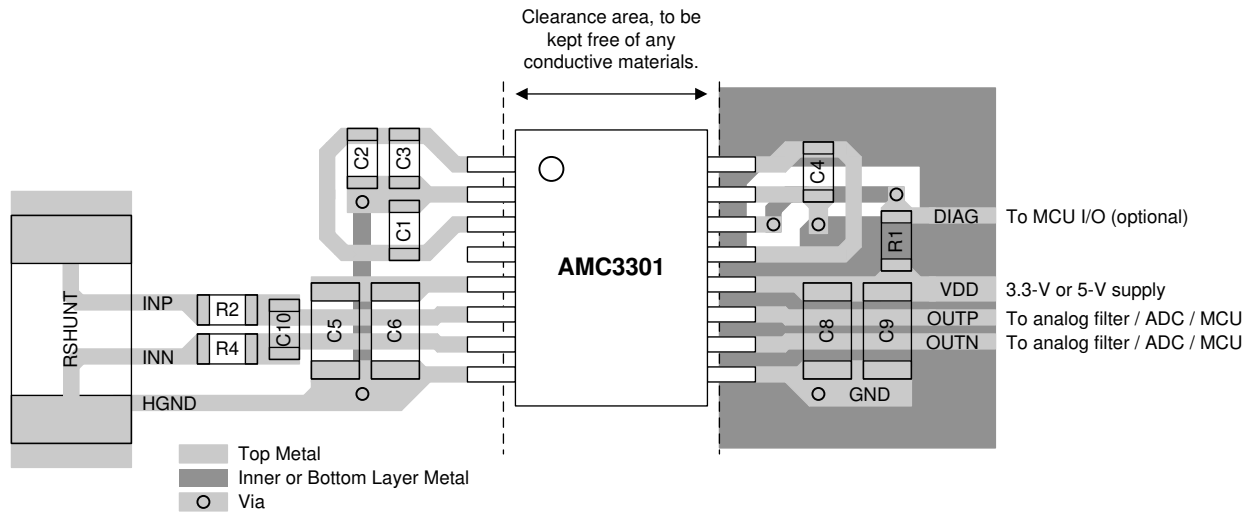 Clearance area, to be
kept free of any
conductive materials.
C2
C3
C1
C4
R1
AMC3301
DIAG
To MCU I/O (optional)
RSHUNT
INP
R2
C10
C5
C6
C8
C9
VDD
3.3-V or 5-V supply
OUTP
To analog filter / ADC / MCU
INN
R4
OUTN
To analog filter / ADC / MCU
HGND
GND
Top Metal
Inner or Bottom Layer Metal
Via